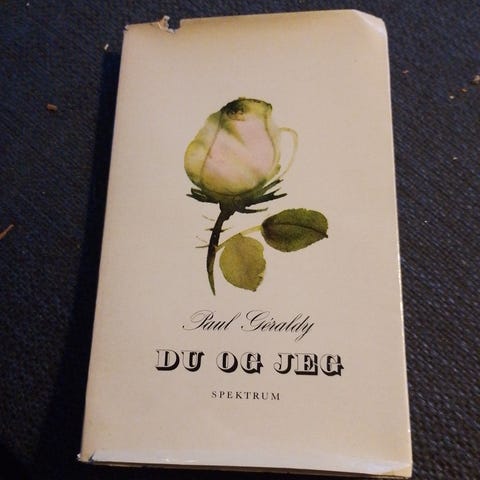 Paul Géraldy
DU OG JEG
SPEKTRUM